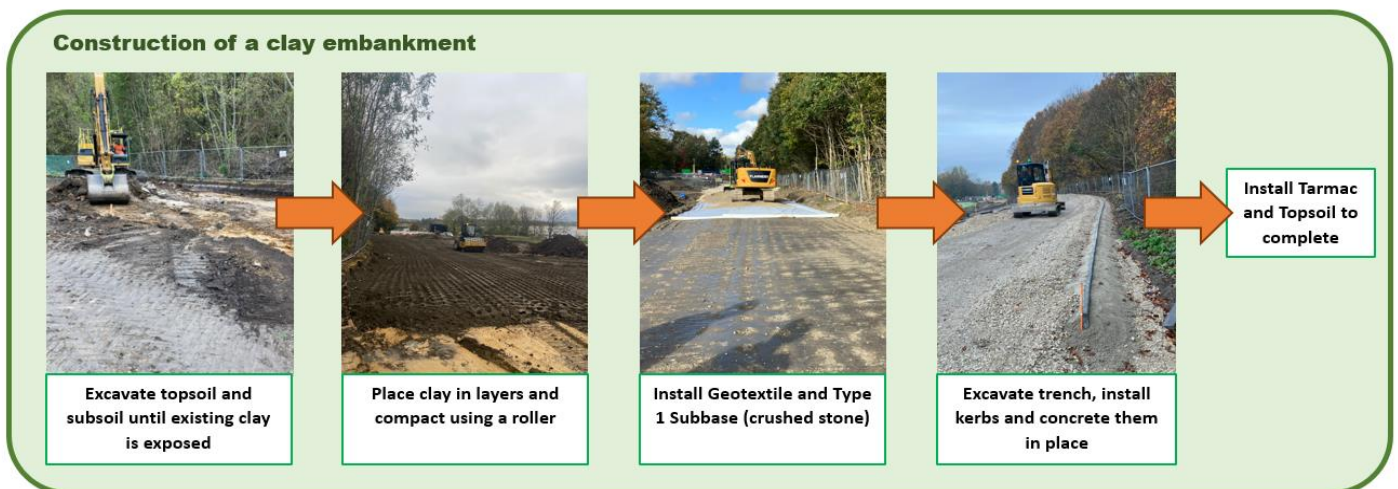 Construction of a clay embankment
Excavate topsoil and
subsoil until existing clay
is exposed
Place clay in layers and
compact using a roller
Install Geotextile and Type
1 Subbase (crushed stone)
Excavate trench, install
kerbs and concrete them
in place
Install Tarmac
and Topsoil to
complete